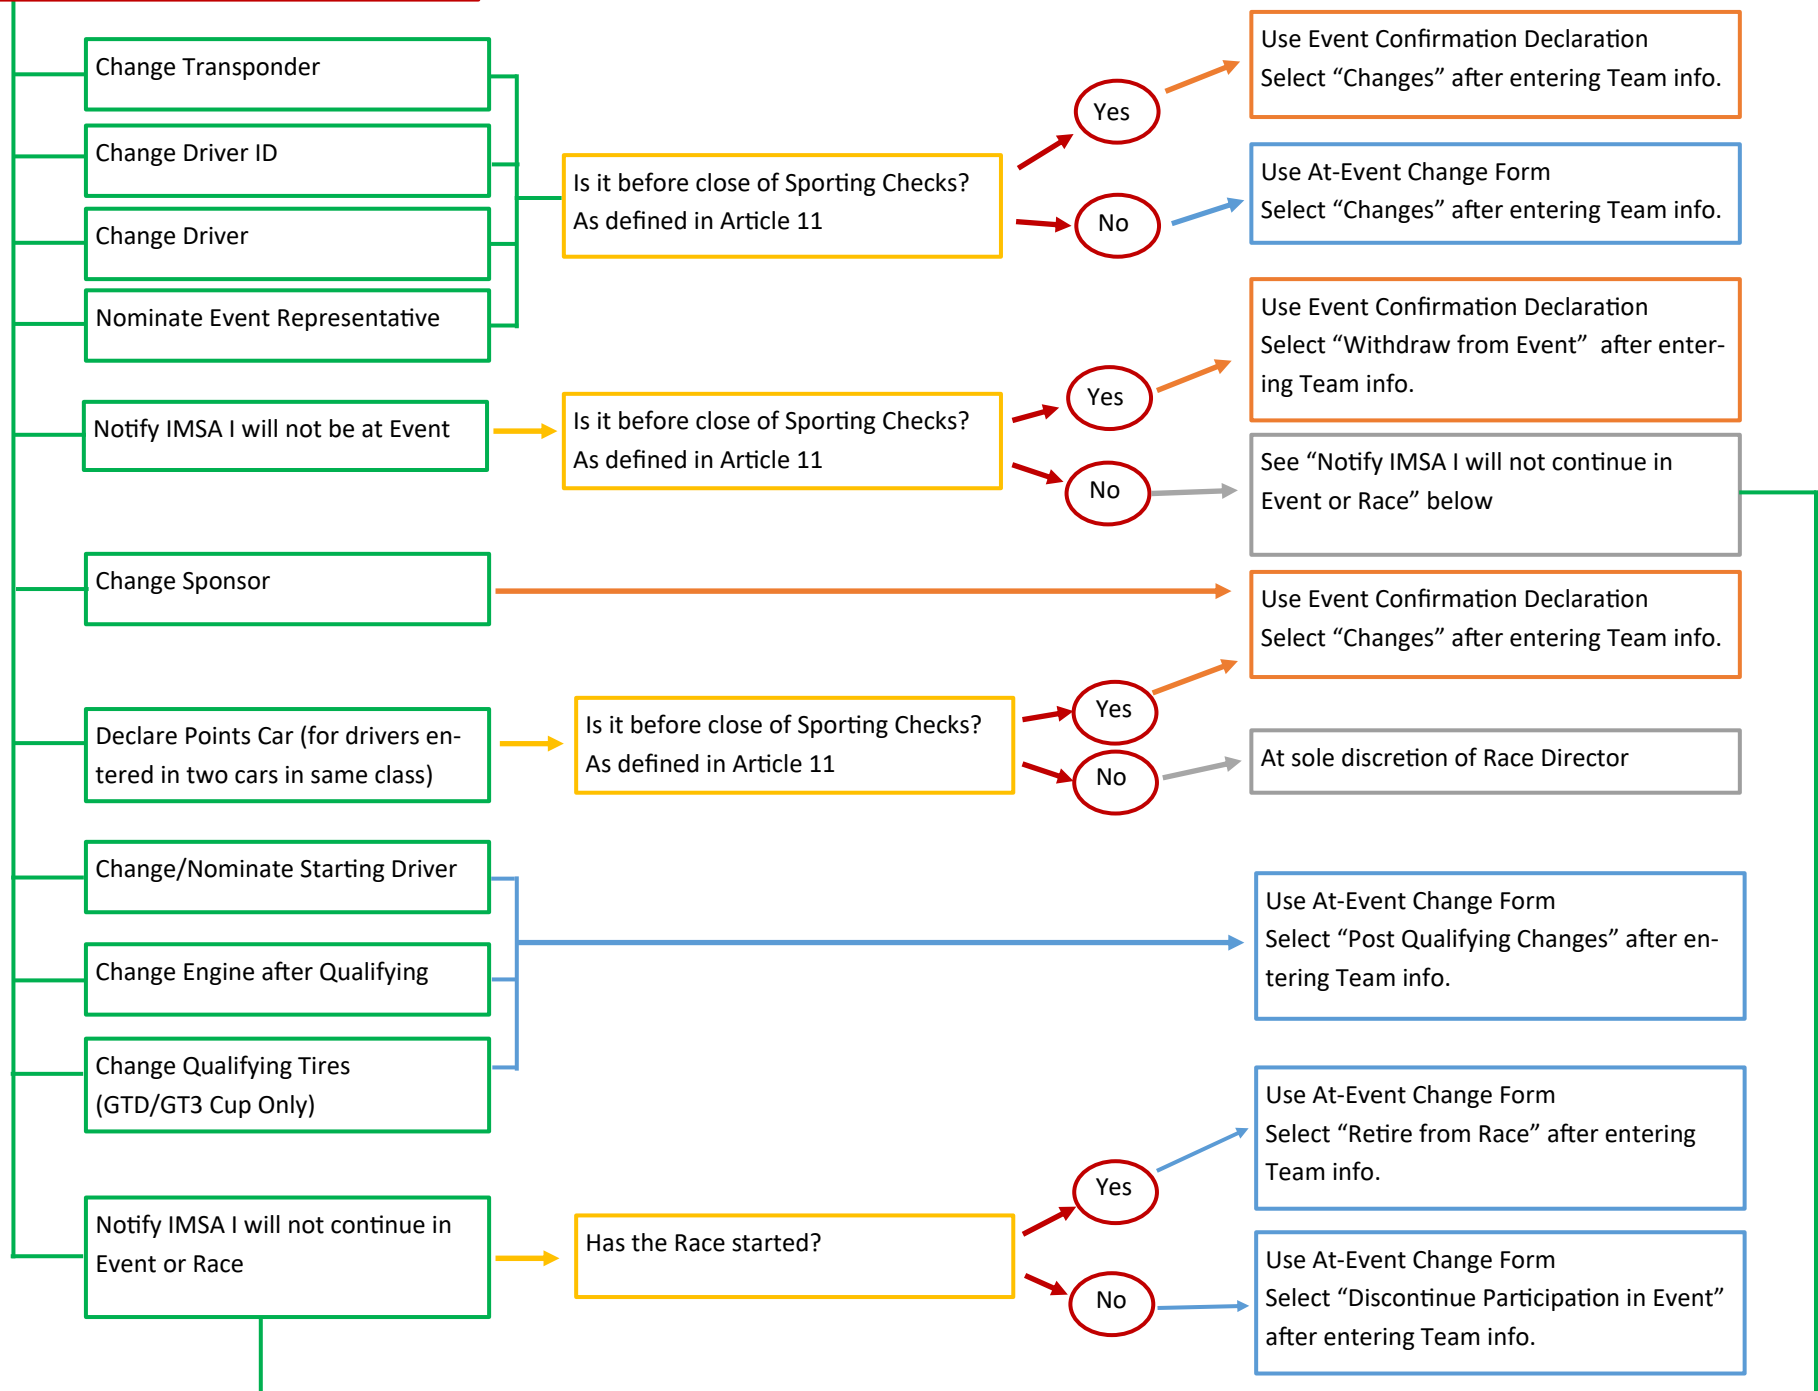 Change Transponder
Change Driver ID
Change Driver
Nominate Event Representative
Is it before close of Sporting Checks?
As defined in Article 11
Yes
No
Use Event Confirmation Declaration
Select “Changes” after entering Team info.
Use At-Event Change Form
Select “Changes” after entering Team info.
Notify IMSA I will not be at Event
Is it before close of Sporting Checks?
As defined in Article 11
Yes
No
Use Event Confirmation Declaration
Select “Withdraw from Event”  after enter-
ing Team info.
See “Notify IMSA I will not continue in
Event or Race” below
Change Sponsor
Use Event Confirmation Declaration
Select “Changes” after entering Team info.
Declare Points Car (for drivers en-
tered in two cars in same class)
Is it before close of Sporting Checks?
As defined in Article 11
Yes
No
At sole discretion of Race Director
Change/Nominate Starting Driver
Change Engine after Qualifying
Change Qualifying Tires
(GTD/GT3 Cup Only)
Use At-Event Change Form
Select “Post Qualifying Changes” after en-
tering Team info.
Notify IMSA I will not continue in
Event or Race
Has the Race started?
Yes
No
Use At-Event Change Form
Select “Retire from Race” after entering
Team info.
Use At-Event Change Form
Select “Discontinue Participation in Event”
after entering Team info.